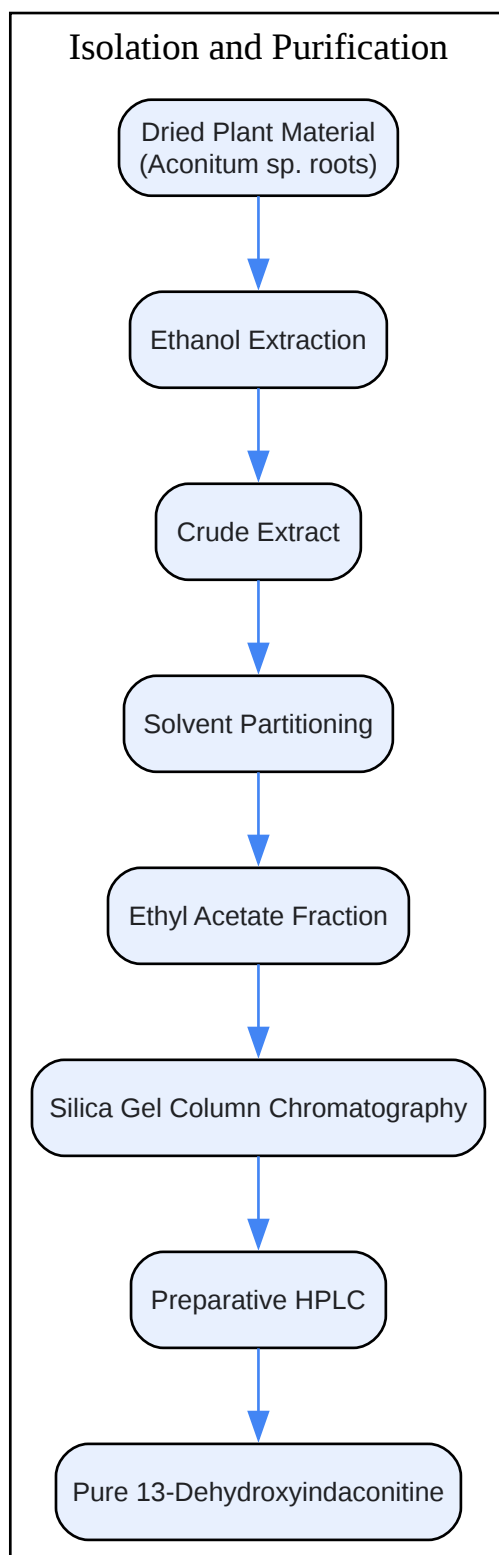 Isolation and Purification
Dried Plant Material
(Aconitum sp. roots)
Ethanol Extraction
Crude Extract
Solvent Partitioning
Ethyl Acetate Fraction
Silica Gel Column Chromatography
Preparative HPLC
Pure 13-Dehydroxyindaconitine